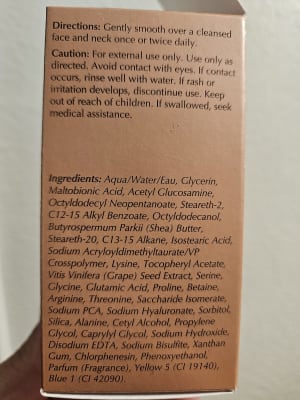 Directions: Gently smooth over a cleansed
face and neck once or twice daily.
Caution: For external use only. Use only as
directed. Avoid contact with eyes. If contact
occurs, rinse well with water. If rash or
irritation develops, discontinue use. Keep
out of reach of children. If swallowed, seek
medical assistance.
Ingredients: Aqua/Water/Eau, Glycerin,
Maltobionic Acid, Acetyl Glucosamine,
Octyldodecyl Neopentanoate, Steareth-2,
C12-15 Alkyl Benzoate, Octyldodecanol,
Butyrospermum Parkii (Shea) Butter,
Steareth-20, C13-15 Alkane, Isostearic Acid,
Sodium Acryloyldimethyltaurate/VP
Crosspolymer, Lysine, Tocopheryl Acetate,
Vitis Vinifera (Grape) Seed Extract, Serine,
Glycine, Glutamic Acid, Proline, Betaine,
Arginine, Threonine, Saccharide Isomerate,
Sodium PCA, Sodium Hyaluronate, Sorbitol,
Silica, Alanine, Cetyl Alcohol, Propylene
Glycol, Caprylyl Glycol, Sodium Hydroxide,
Disodium EDTA, Sodium Bisulfite, Xanthan
Gum, Chlorphenesin, Phenoxyethanol,
Parfum (Fragrance), Yellow 5 (CI 19140),
Blue 1 (CI 42090).